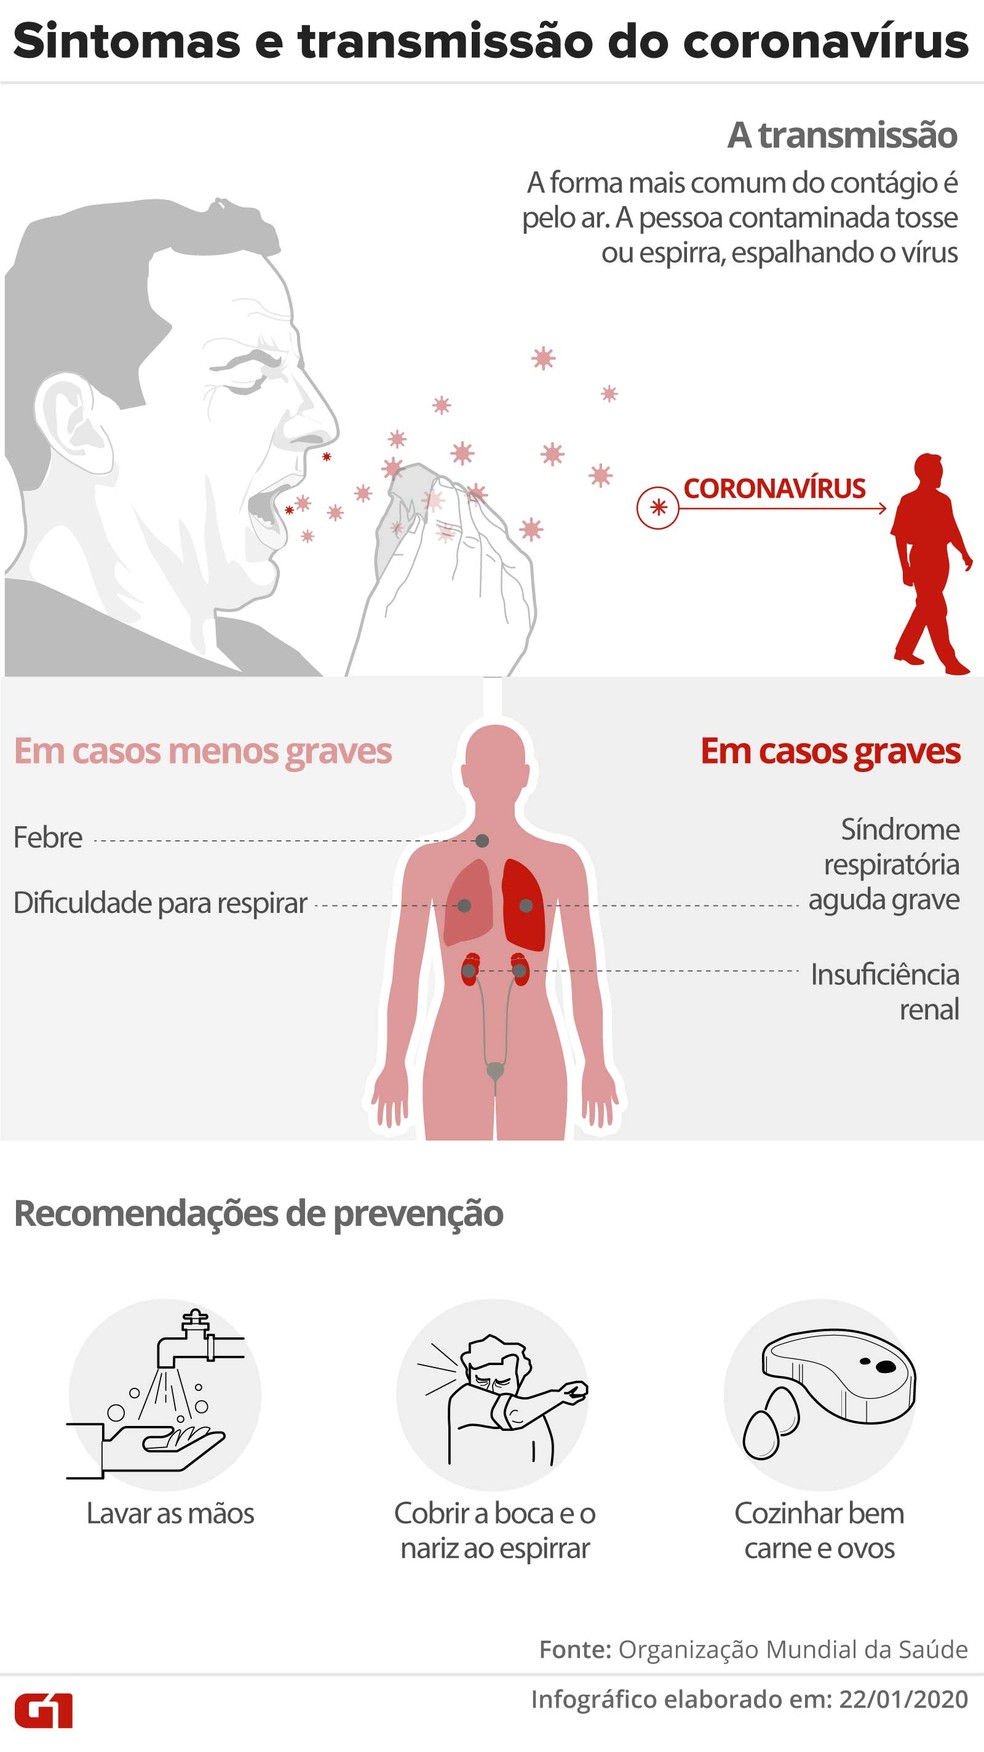 Sintomas e transmissão do coronavírus
A transmissão
A forma mais comum do contágio é
pelo ar. A pessoa contaminada tosse
ou espirra, espalhando o vírus
CORONAVÍRUS
Em casos menos graves
Febre
Dificuldade para respirar
Em casos graves
Síndrome
respiratória
aguda grave
Insuficiência
renal
Recomendações de prevenção
Lavar as mãos
Cobrir a boca e o
nariz ao espirrar
Cozinhar bem
carne e ovos
Fonte: Organização Mundial da Saúde
G1
Infográfico elaborado em: 22/01/2020